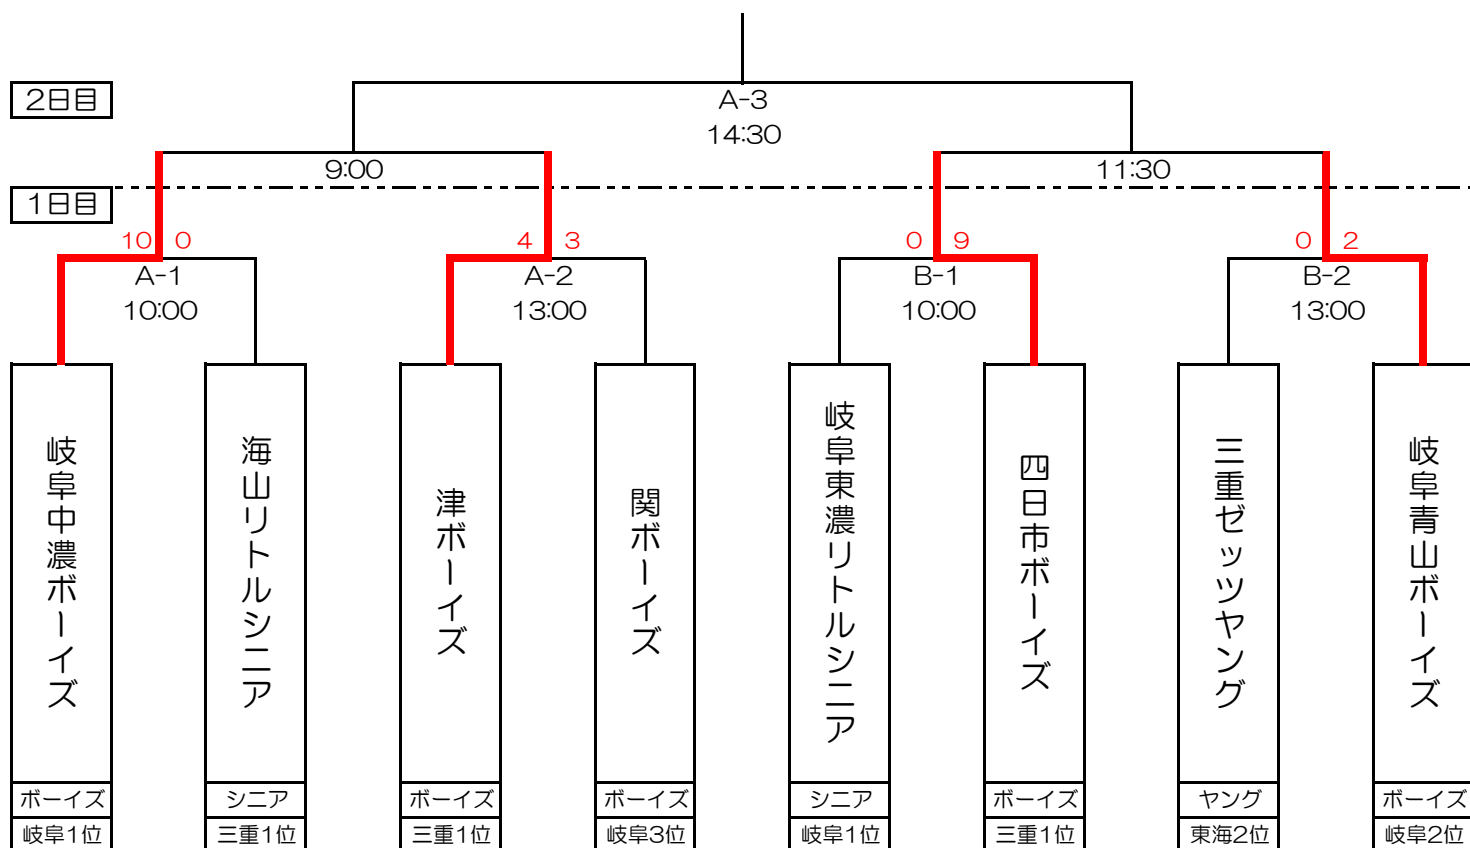 2日目
A-3
14:30
9:00
11:30
1日目
10 0
4 3
0 9
0 2
A-1
10:00
A-2
13:00
B-1
10:00
B-2
13:00
岐阜中濃ボーイズ
海山リトルシニア
津ボーイズ
関ボーイズ
岐阜東濃リトルシニア
四日市ボーイズ
三重ゼッツヤング
岐阜青山ボーイズ
ボーイズ
シニア
ボーイズ
ボーイズ
シニア
ボーイズ
ヤング
ボーイズ
岐阜1位
三重1位
三重1位
岐阜3位
岐阜1位
三重1位
東海2位
岐阜2位